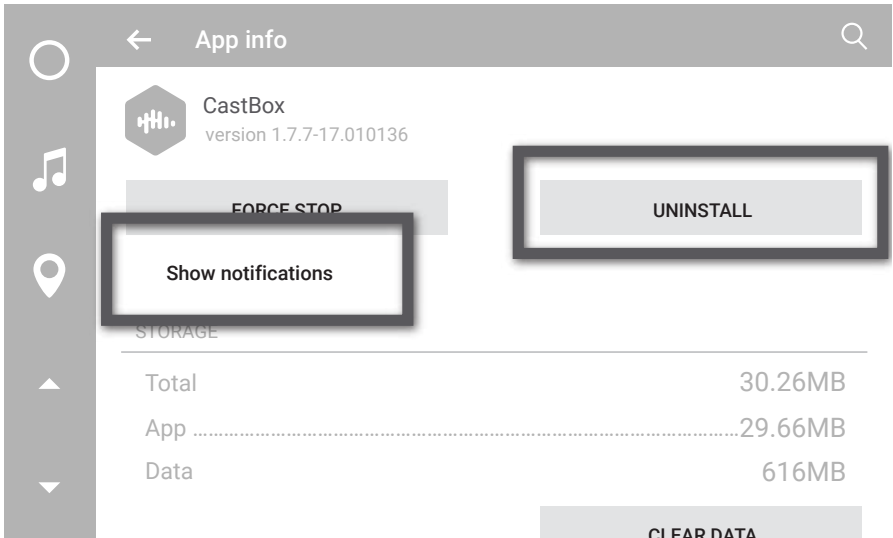 App info
CastBox
version 1.7.7-17.010136
FORCE STOP
UNINSTALL
Show notifications
STORAGE
Total 30.26MB
App ........................................................................................29.66MB
Data 616MB
CLEAR DATA